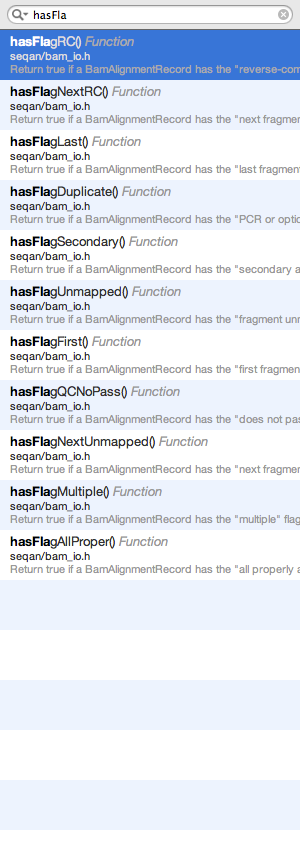 hasFla
hasFlagRC() Function
seqan/bam_io.h
Return true if a BamAlignmentRecord has the "reverse-com
hasFlagNextRC() Function
seqan/bam_io.h
Return true if a BamAlignmentRecord has the "next fragmen
hasFlagLast() Function
seqan/bam_io.h
Return true if a BamAlignmentRecord has the "last fragment
hasFlagDuplicate() Function
seqan/bam_io.h
Return true if a BamAlignmentRecord has the "PCR or optic
hasFlagSecondary() Function
seqan/bam_io.h
Return true if a BamAlignmentRecord has the "secondary a
hasFlagUnmapped() Function
seqan/bam_io.h
Return true if a BamAlignmentRecord has the "fragment unm
hasFlagFirst() Function
seqan/bam_io.h
Return true if a BamAlignmentRecord has the "first fragmen
hasFlagQCNoPass() Function
seqan/bam_io.h
Return true if a BamAlignmentRecord has the "does not pas
hasFlagNextUnmapped() Function
seqan/bam_io.h
Return true if a BamAlignmentRecord has the "next fragmen
hasFlagMultiple() Function
seqan/bam_io.h
Return true if a BamAlignmentRecord has the "multiple" flag
hasFlagAllProper() Function
seqan/bam_io.h
Return true if a BamAlignmentRecord has the "all properly a